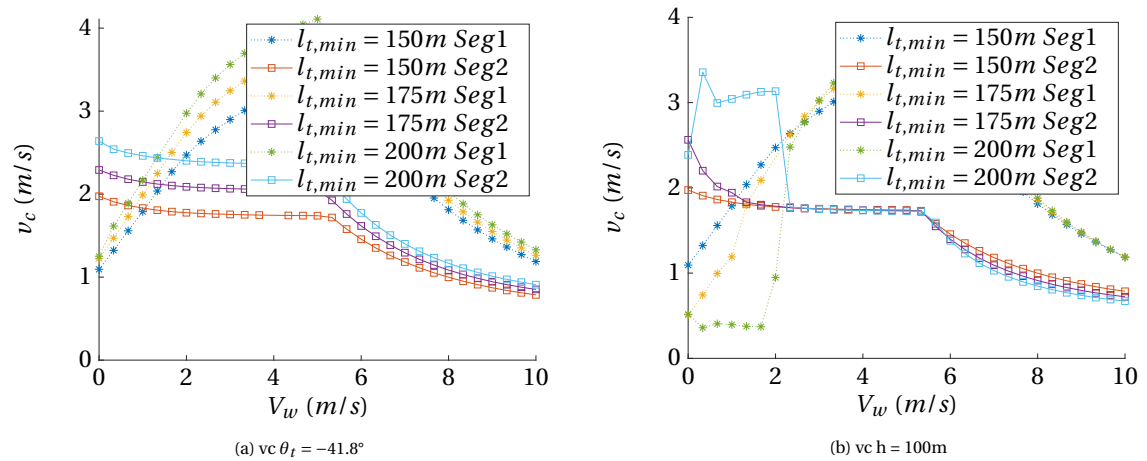 4
3
2
1
0
v_c (m/s)
0 2 4 6 8 10
V_w (m/s)
l_{t,min} = 150m Seg1
l_{t,min} = 150m Seg2
l_{t,min} = 175m Seg1
l_{t,min} = 175m Seg2
l_{t,min} = 200m Seg1
l_{t,min} = 200m Seg2
(a) vc θ_t = −41.8°
4
3
2
1
0
v_c (m/s)
0 2 4 6 8 10
V_w (m/s)
l_{t,min} = 150m Seg1
l_{t,min} = 150m Seg2
l_{t,min} = 175m Seg1
l_{t,min} = 175m Seg2
l_{t,min} = 200m Seg1
l_{t,min} = 200m Seg2
(b) vc h = 100m